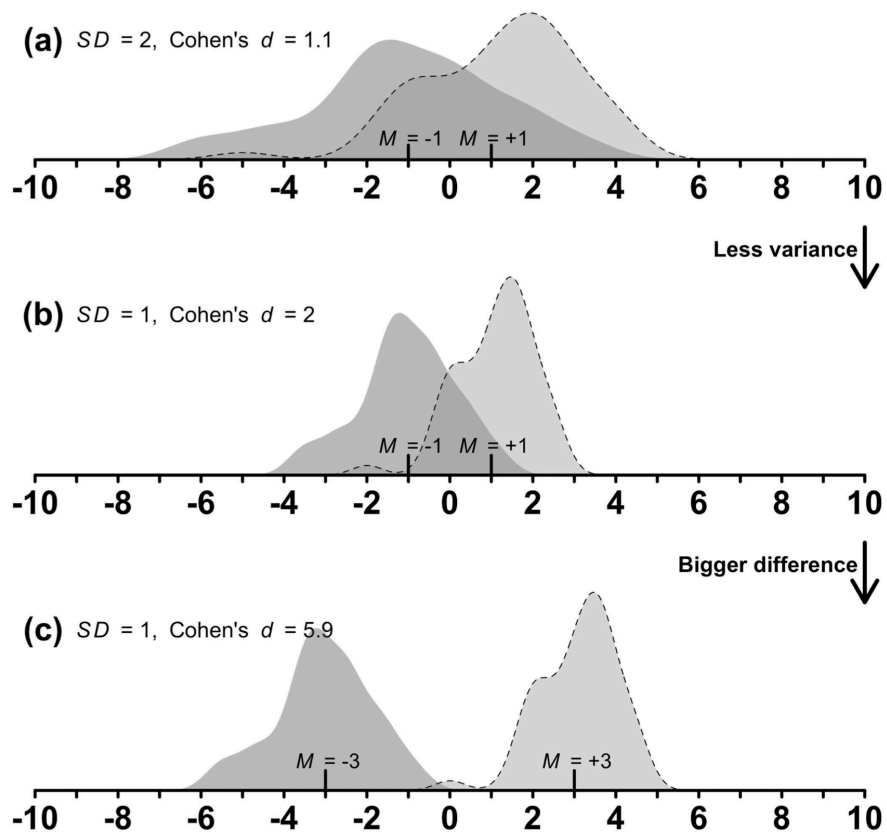 (a) SD = 2, Cohen's d = 1.1
M = -1 M = +1
-10 -8 -6 -4 -2 0 2 4 6 8 10
Less variance
(b) SD = 1, Cohen's d = 2
M = -1 M = +1
-10 -8 -6 -4 -2 0 2 4 6 8 10
Bigger difference
(c) SD = 1, Cohen's d = 5.9
M = -3 M = +3
-10 -8 -6 -4 -2 0 2 4 6 8 10